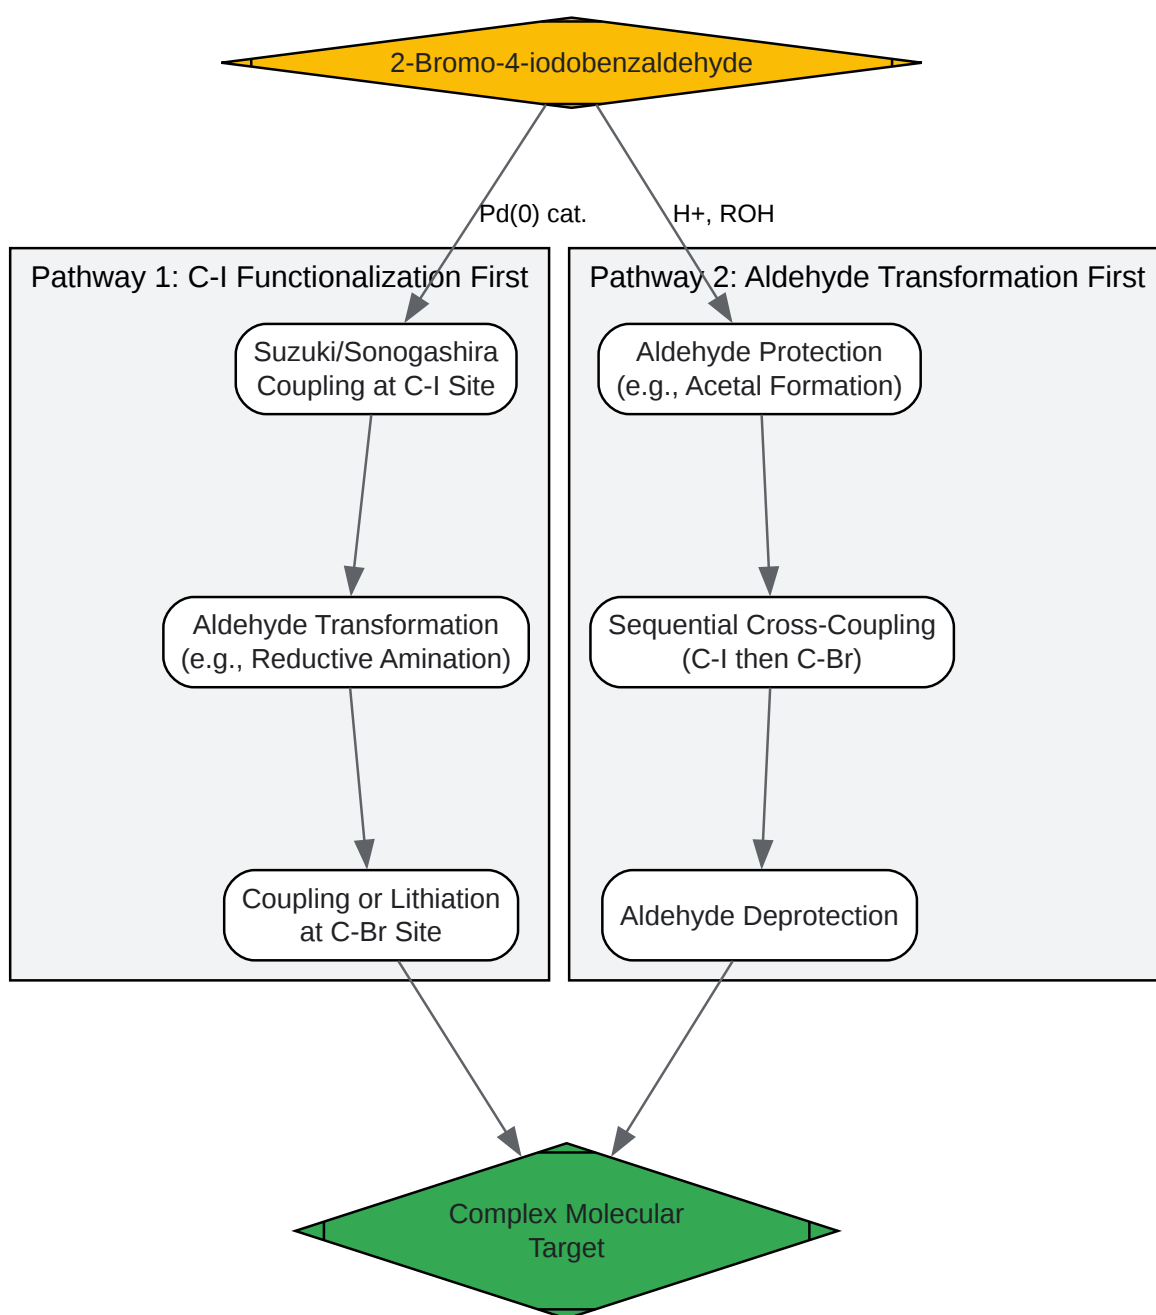 2-Bromo-4-iodobenzaldehyde
Pd(0) cat.
H+, ROH
Pathway 1: C-I Functionalization First
Pathway 2: Aldehyde Transformation First
Suzuki/Sonogashira
Coupling at C-I Site
Aldehyde Protection
(e.g., Acetal Formation)
Aldehyde Transformation
(e.g., Reductive Amination)
Sequential Cross-Coupling
(C-I then C-Br)
Coupling or Lithiation
at C-Br Site
Aldehyde Deprotection
Complex Molecular
Target